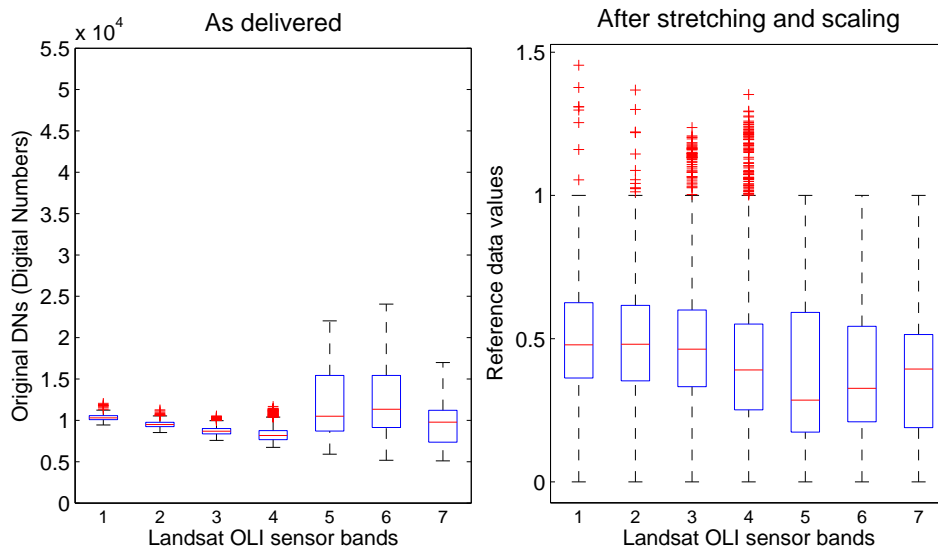 As delivered
x 10^4
5.5
5
4.5
4
3.5
3
2.5
2
1.5
1
0.5
0
Original DNs (Digital Numbers)
1 2 3 4 5 6 7
Landsat OLI sensor bands
After stretching and scaling
1.5
1
0.5
0
Reference data values
1 2 3 4 5 6 7
Landsat OLI sensor bands